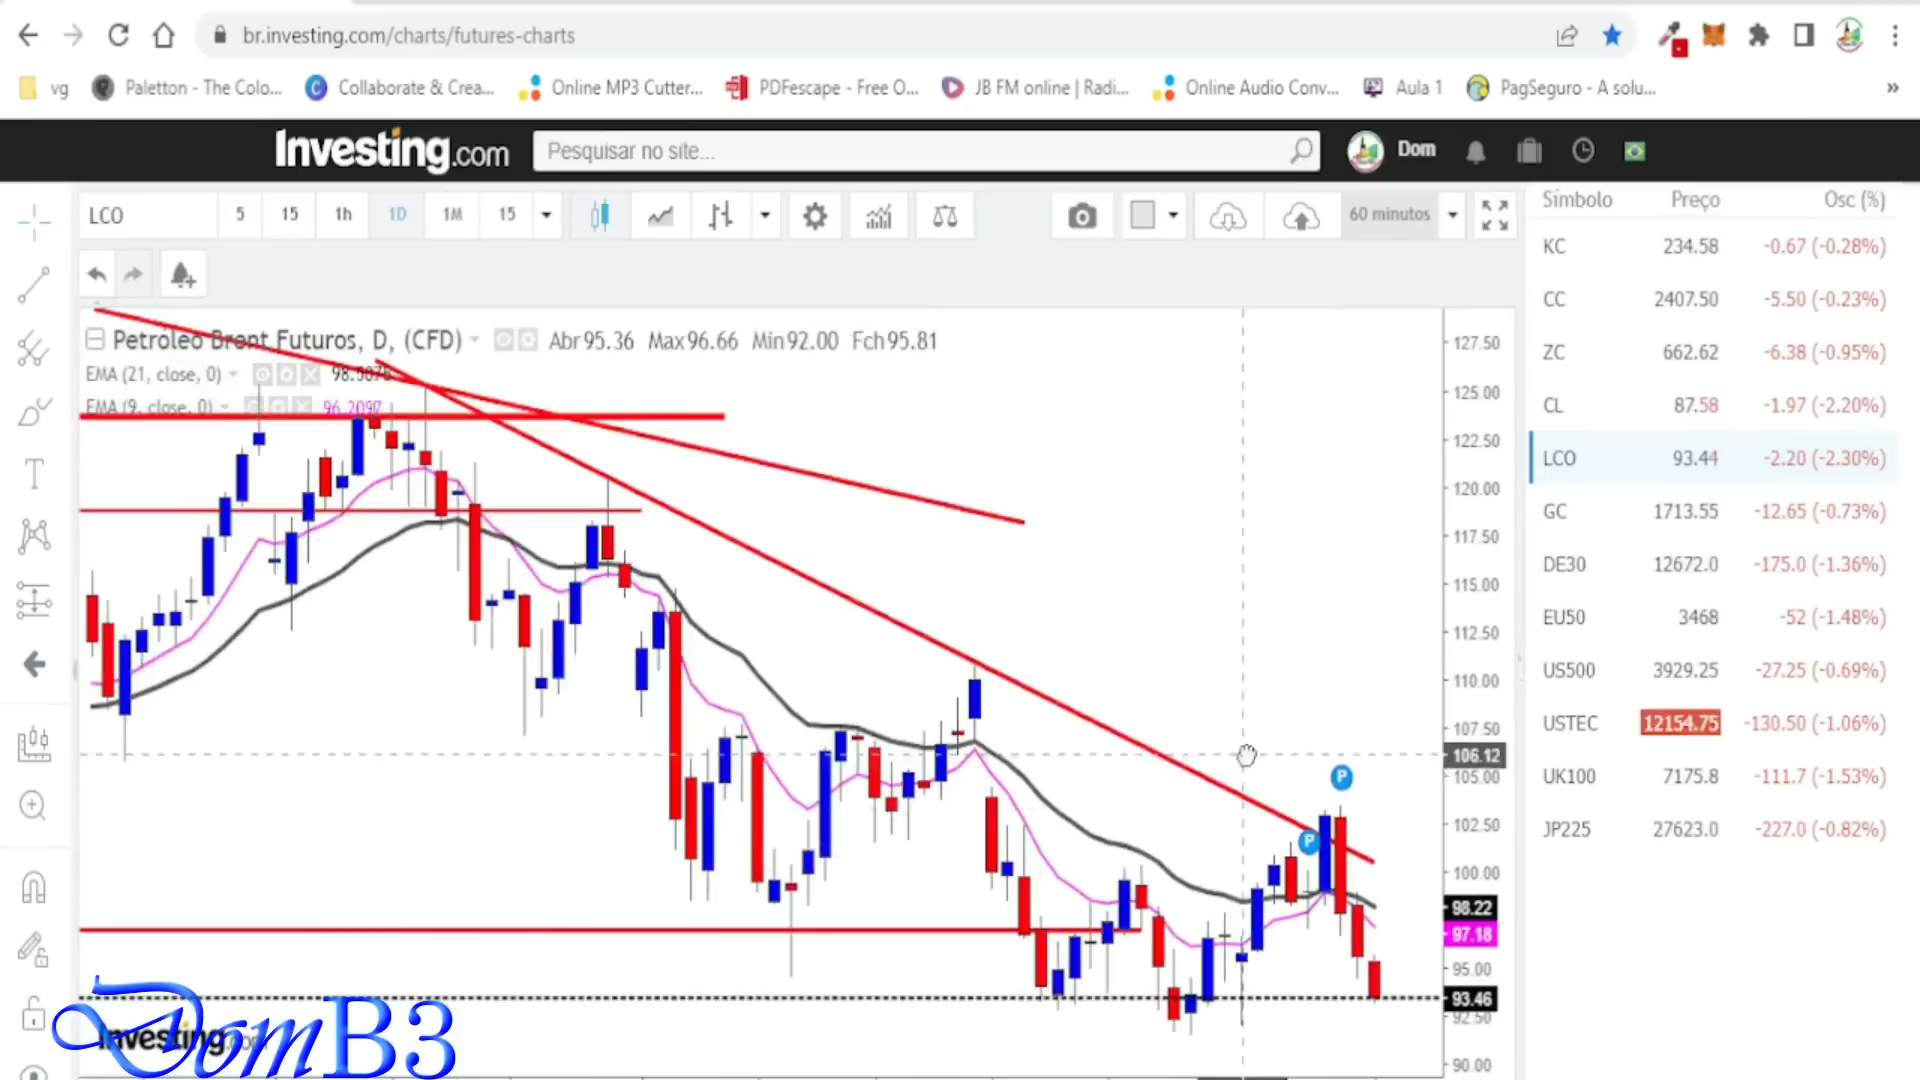 br.investing.com/charts/futures-charts
vg Paletton - The Colo... Collaborate & Crea... Online MP3 Cutter... PDFescape - Free O... JB FM online | Radi... Online Audio Conv... Aula 1 PagSeguro - A solu... »
Investing.com Pesquisar no site... Dom
LCO 5 15 1h 1D 1M 15 60 minutos
Símbolo Preço Osc (%)
KC 234.58 -0.67 (-0.28%)
CC 2407.50 -5.50 (-0.23%)
ZC 662.62 -6.38 (-0.95%)
CL 87.58 -1.97 (-2.20%)
LCO 93.44 -2.20 (-2.30%)
GC 1713.55 -12.65 (-0.73%)
DE30 12672.0 -175.0 (-1.36%)
EU50 3468 -52 (-1.48%)
US500 3929.25 -27.25 (-0.69%)
USTEC 12154.75 -130.50 (-1.06%)
UK100 7175.8 -111.7 (-1.53%)
JP225 27623.0 -227.0 (-0.82%)
Petróleo Brent Futuros, D, (CFD) Abr 95.36 Max 96.66 Min 92.00 Fch 95.81
EMA (21, close, 0)
EMA (9, close, 0) 96.2097
127.50
125.00
122.50
120.00
117.50
115.00
112.50
110.00
107.50
106.12
105.00
102.50
100.00
98.22
97.18
95.00
93.46
92.50
90.00
P
P
Investing
DomB3